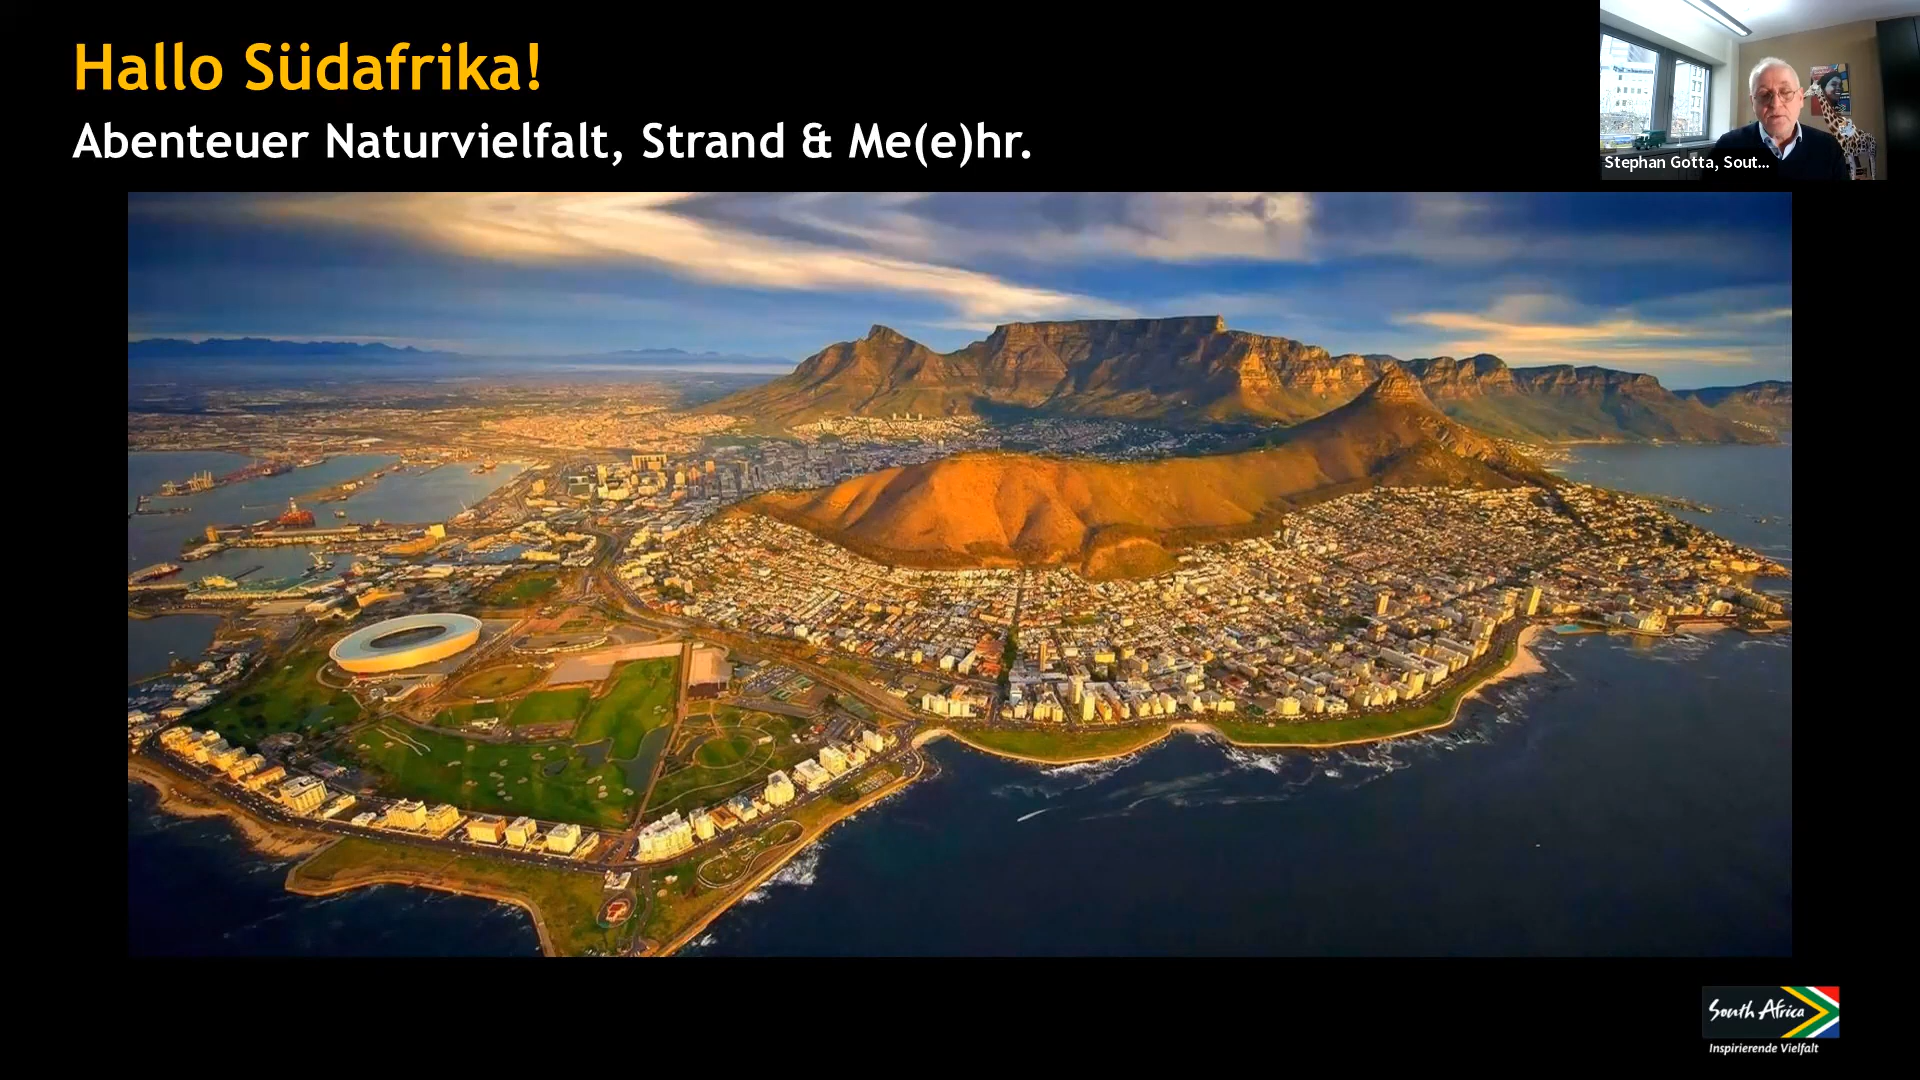 Hallo Südafrika!
Abenteuer Naturvielfalt, Strand & Me(e)hr.
Stephan Gotta, Sout...
South Africa
Inspirierende Vielfalt